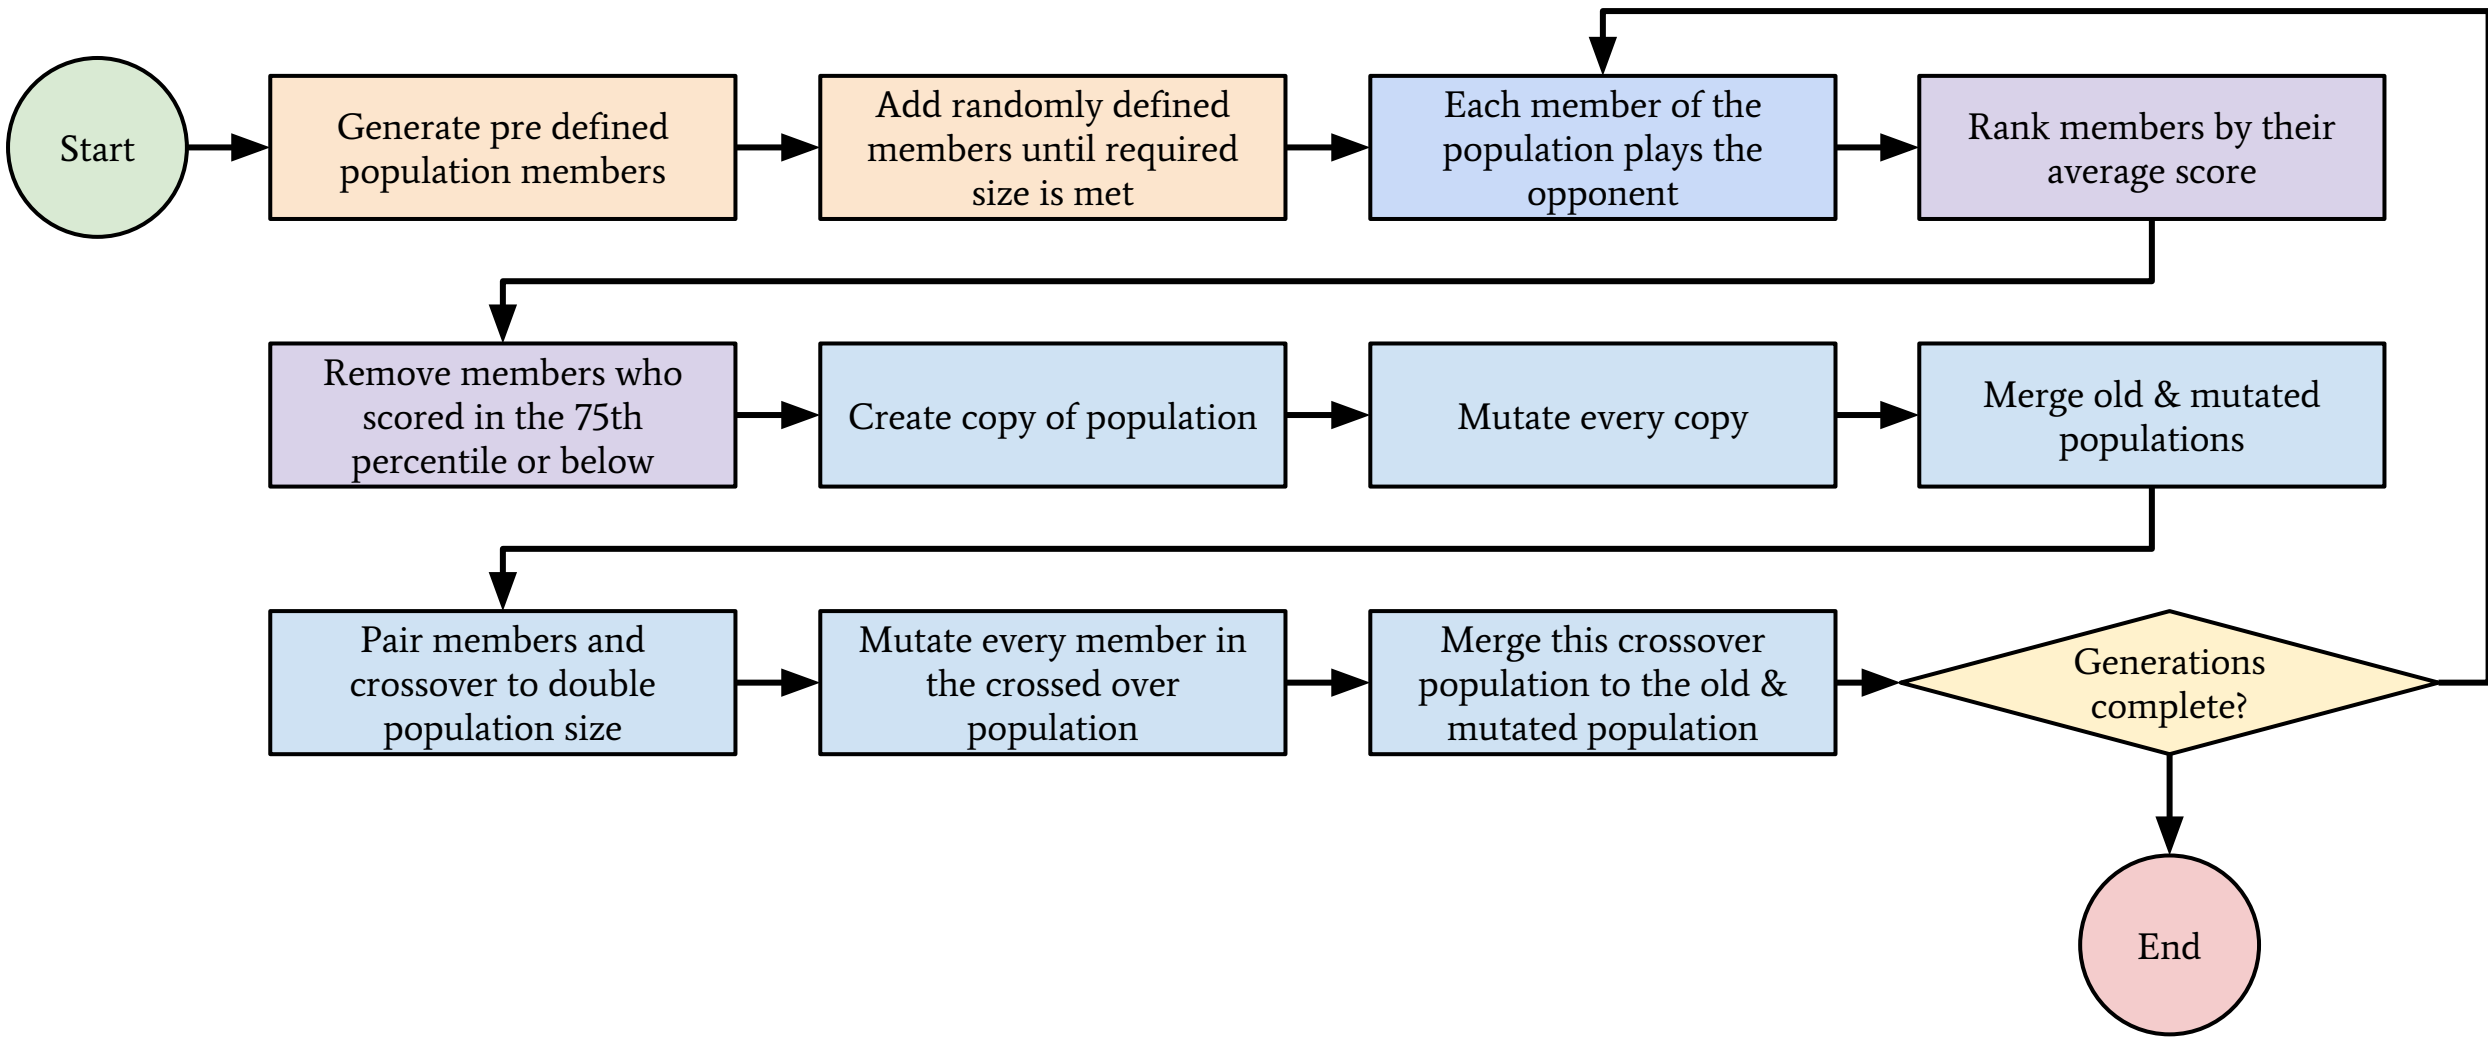 Start
Generate pre defined
population members
Add randomly defined
members until required
size is met
Each member of the
population plays the
opponent
Rank members by their
average score
Remove members who
scored in the 75th
percentile or below
Create copy of population
Mutate every copy
Merge old & mutated
populations
Pair members and
crossover to double
population size
Mutate every member in
the crossed over
population
Merge this crossover
population to the old &
mutated population
Generations
complete?
End